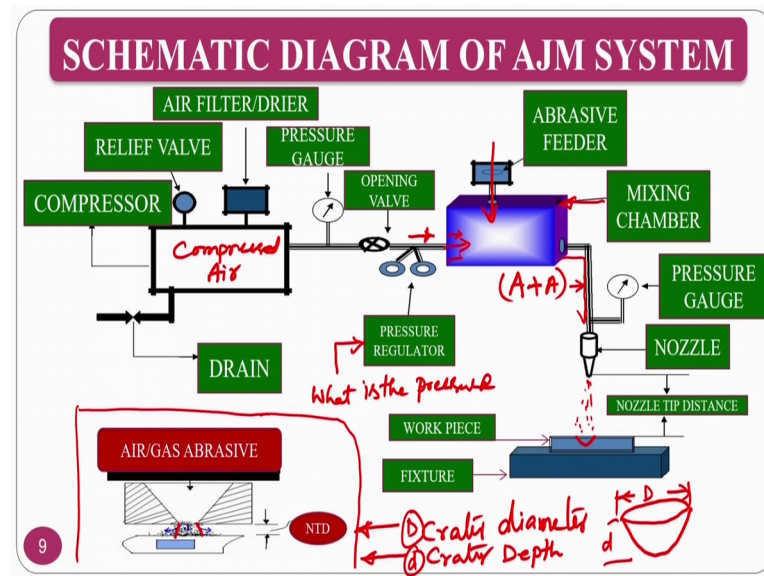 SCHEMATIC DIAGRAM OF AJM SYSTEM
AIR FILTER/DRIER
RELIEF VALVE
PRESSURE
GAUGE
ABRASIVE
FEEDER
OPENING
VALVE
COMPRESSOR
MIXING
CHAMBER
Compressed
Air
(A+A)
PRESSURE
GAUGE
PRESSURE
REGULATOR
NOZZLE
DRAIN
What is the pressure
NOZZLE TIP DISTANCE
WORK PIECE
AIR/GAS ABRASIVE
FIXTURE
D
NTD
(D) Crater diameter
d
(d) Crater Depth
9